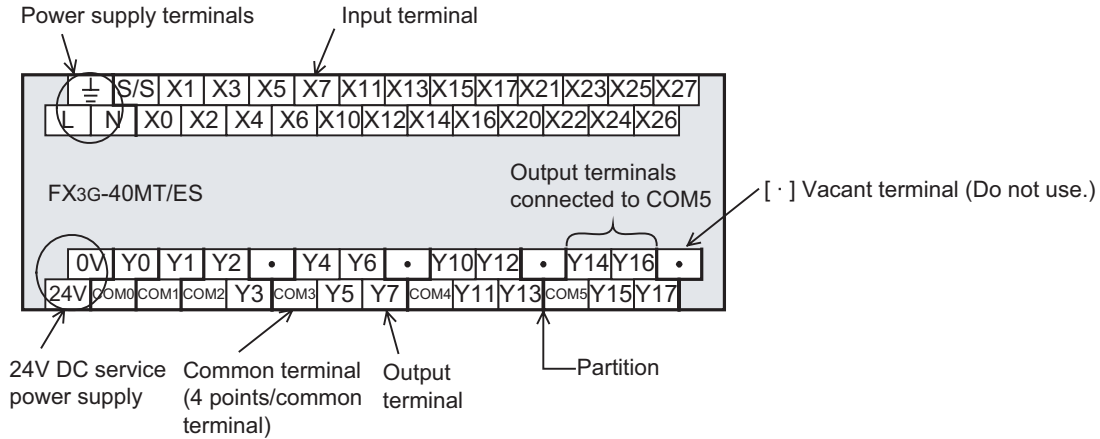 Power supply terminals
Input terminal
S/S X1 X3 X5 X7 X11 X13 X15 X17 X21 X23 X25 X27
L N X0 X2 X4 X6 X10 X12 X14 X16 X20 X22 X24 X26
FX3G-40MT/ES
Output terminals
connected to COM5
[ · ] Vacant terminal (Do not use.)
0V Y0 Y1 Y2 • Y4 Y6 • Y10 Y12 • Y14 Y16 •
24V COM0 COM1 COM2 Y3 COM3 Y5 Y7 COM4 Y11 Y13 COM5 Y15 Y17
24V DC service
power supply
Common terminal
(4 points/common
terminal)
Output
terminal
Partition